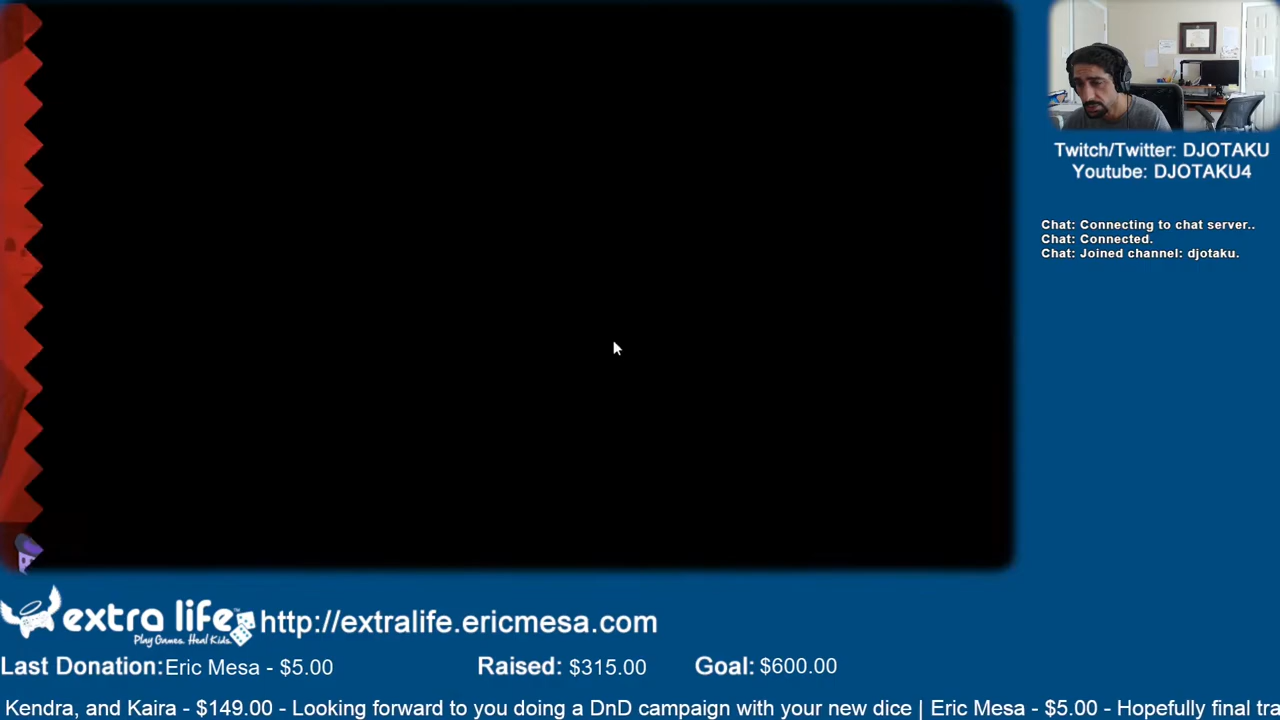 Twitch/Twitter: DJOTAKU
Youtube: DJOTAKU4
Chat: Connecting to chat server..
Chat: Connected.
Chat: Joined channel: djotaku.
extra life
Play Games. Heal Kids.
http://extralife.ericmesa.com
Last Donation: Eric Mesa - $5.00 Raised: $315.00 Goal: $600.00
Kendra, and Kaira - $149.00 - Looking forward to you doing a DnD campaign with your new dice | Eric Mesa - $5.00 - Hopefully final tra